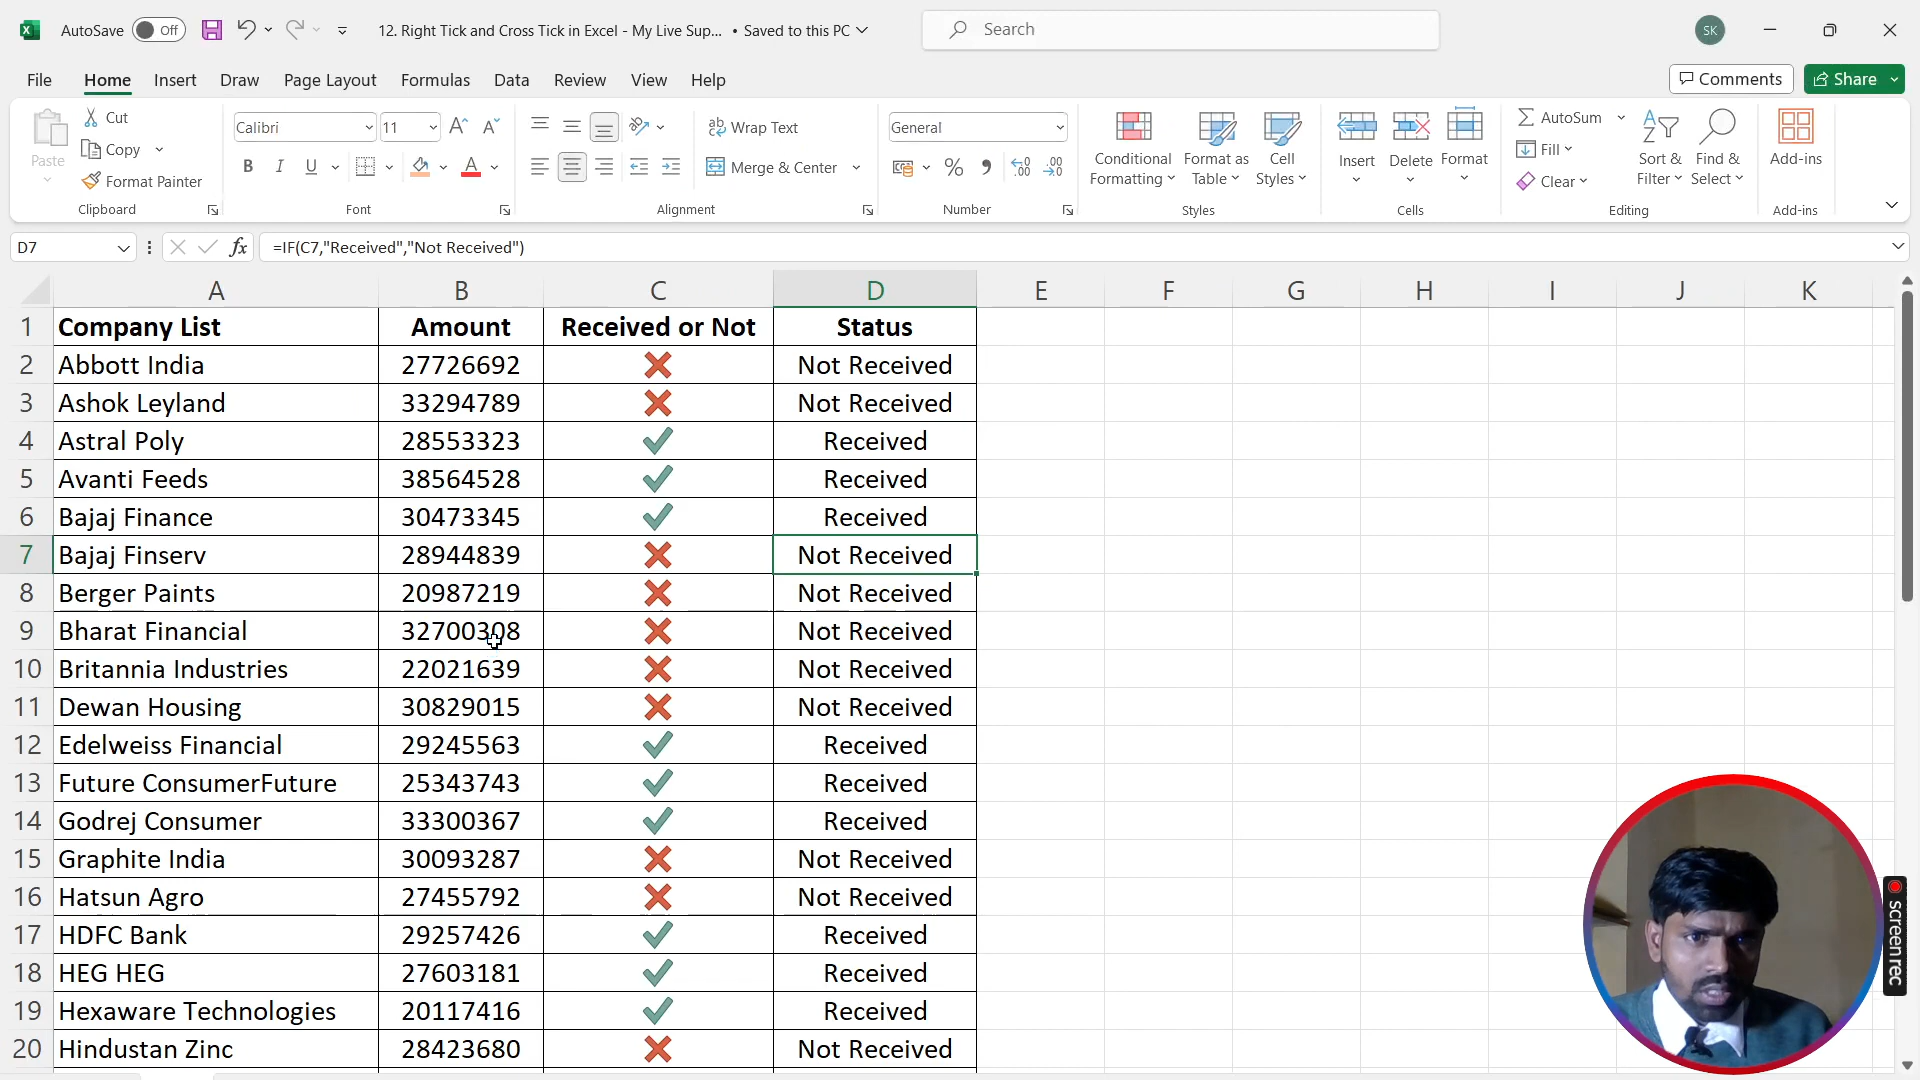 AutoSave Off 12. Right Tick and Cross Tick in Excel - My Live Sup... • Saved to this PC Search SK
File Home Insert Draw Page Layout Formulas Data Review View Help Comments Share
Paste Cut Copy Format Painter Clipboard
Calibri 11 B I U A Font
Wrap Text Merge & Center Alignment
General % Number
Conditional Formatting Format as Table Cell Styles Styles
Insert Delete Format Cells
AutoSum Fill Clear Sort & Filter Find & Select Editing
Add-ins Add-ins
D7 fx =IF(C7,"Received","Not Received")
A B C D E F G H I J K
1 Company List Amount Received or Not Status
2 Abbott India 27726692 Not Received
3 Ashok Leyland 33294789 Not Received
4 Astral Poly 28553323 Received
5 Avanti Feeds 38564528 Received
6 Bajaj Finance 30473345 Received
7 Bajaj Finserv 28944839 Not Received
8 Berger Paints 20987219 Not Received
9 Bharat Financial 32700308 Not Received
10 Britannia Industries 22021639 Not Received
11 Dewan Housing 30829015 Not Received
12 Edelweiss Financial 29245563 Received
13 Future ConsumerFuture 25343743 Received
14 Godrej Consumer 33300367 Received
15 Graphite India 30093287 Not Received
16 Hatsun Agro 27455792 Not Received
17 HDFC Bank 29257426 Received
18 HEG HEG 27603181 Received
19 Hexaware Technologies 20117416 Received
20 Hindustan Zinc 28423680 Not Received
screenrec